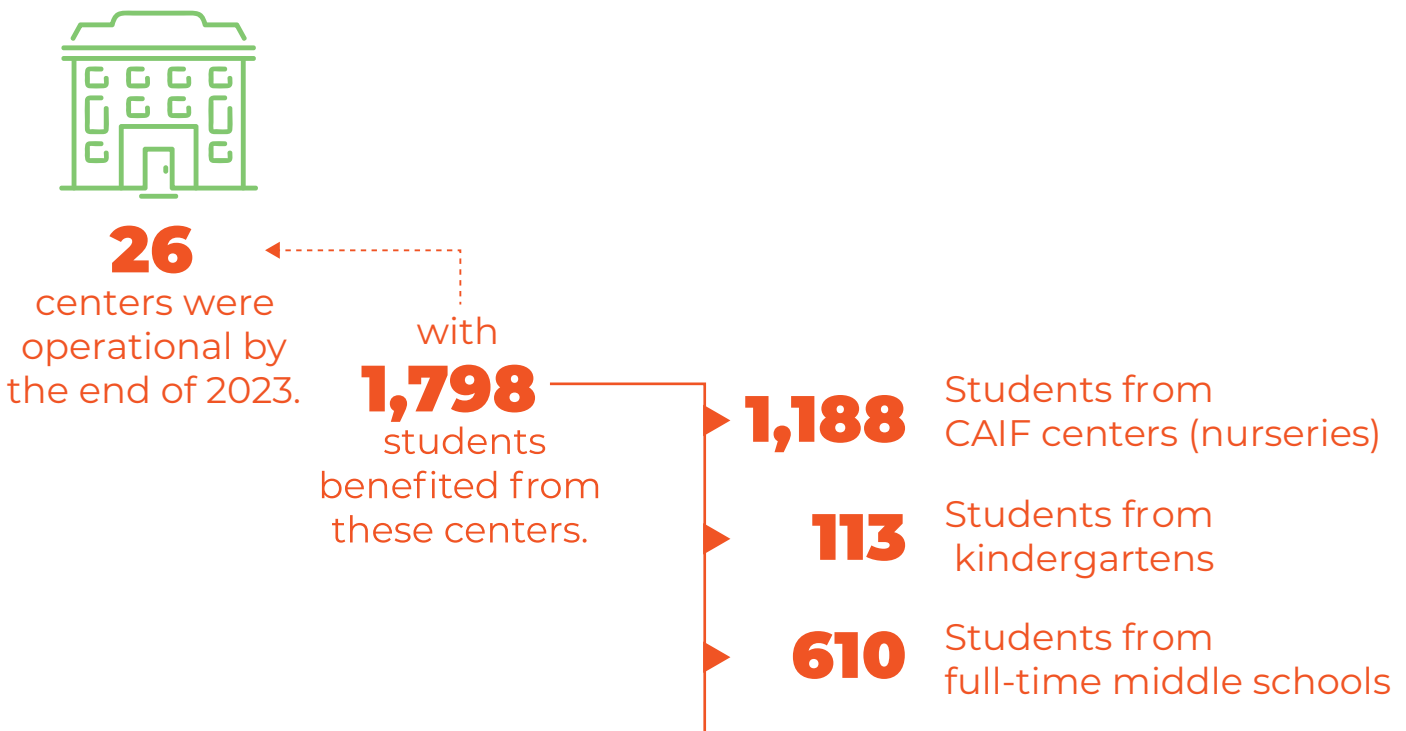 26
centers were
operational by
the end of 2023.
with
1,798
students
benefited from
these centers.
1,188
Students from
CAIF centers (nurseries)
113
Students from
kindergartens
610
Students from
full-time middle schools